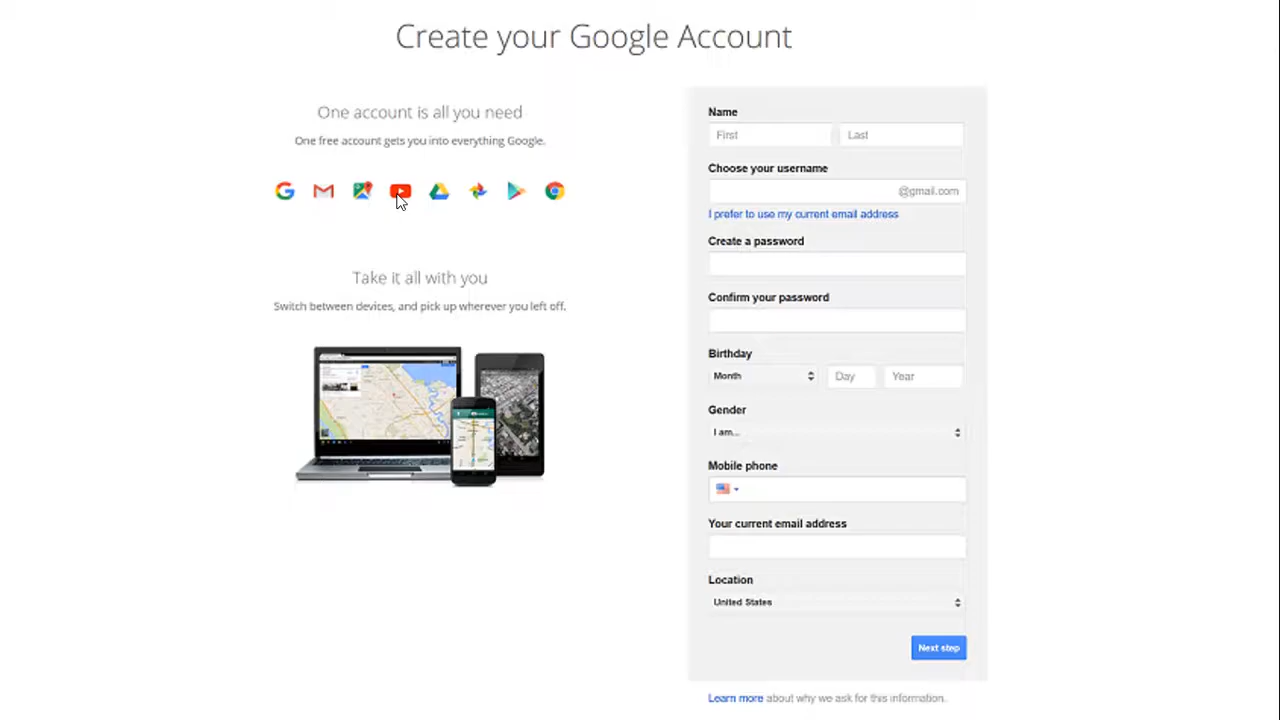 Create your Google Account
One account is all you need
One free account gets you into everything Google.
Take it all with you
Switch between devices, and pick up wherever you left off.
Name
First Last
Choose your username
@gmail.com
I prefer to use my current email address
Create a password
Confirm your password
Birthday
Month Day Year
Gender
I am...
Mobile phone
Your current email address
Location
United States
Next step
Learn more about why we ask for this information.